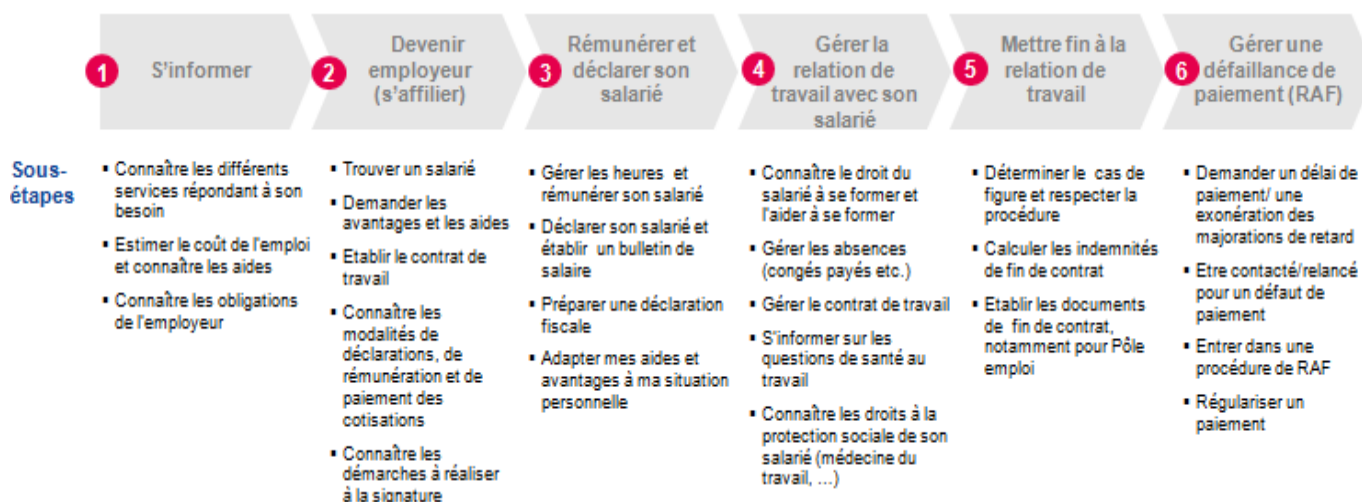 1
S'informer
2
Devenir
employeur
(s'affilier)
3
Rémunérer et
déclarer son
salarié
4
Gérer la
relation de
travail avec son
salarié
5
Mettre fin à la
relation de
travail
6
Gérer une
défaillance de
paiement (RAF)
Sous-
étapes
▪ Connaître les différents
services répondant à son
besoin
▪ Estimer le coût de l'emploi
et connaître les aides
▪ Connaître les obligations
de l'employeur
▪ Trouver un salarié
▪ Demander les
avantages et les aides
▪ Etablir le contrat de
travail
▪ Connaître les
modalités de
déclarations, de
rémunération et de
paiement des
cotisations
▪ Connaître les
démarches à réaliser
à la signature
▪ Gérer les heures et
rémunérer son salarié
▪ Déclarer son salarié et
établir un bulletin de
salaire
▪ Préparer une déclaration
fiscale
▪ Adapter mes aides et
avantages à ma situation
personnelle
▪ Connaître le droit du
salarié à se former et
l'aider à se former
▪ Gérer les absences
(congés payés etc.)
▪ Gérer le contrat de travail
▪ S'informer sur les
questions de santé au
travail
▪ Connaître les droits à la
protection sociale de son
salarié (médecine du
travail, ...)
▪ Déterminer le cas de
figure et respecter la
procédure
▪ Calculer les indemnités
de fin de contrat
▪ Etablir les documents
de fin de contrat,
notamment pour Pôle
emploi
▪ Demander un délai de
paiement/ une
exonération des
majorations de retard
▪ Etre contacté/relancé
pour un défaut de
paiement
▪ Entrer dans une
procédure de RAF
▪ Régulariser un
paiement